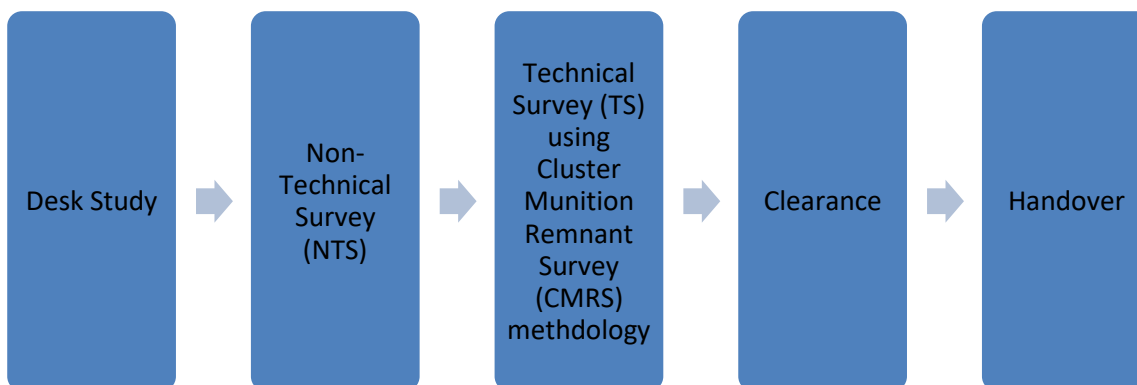 Desk Study
Non-
Technical
Survey
(NTS)
Technical
Survey (TS)
using
Cluster
Munition
Remnant
Survey
(CMRS)
methdology
Clearance
Handover